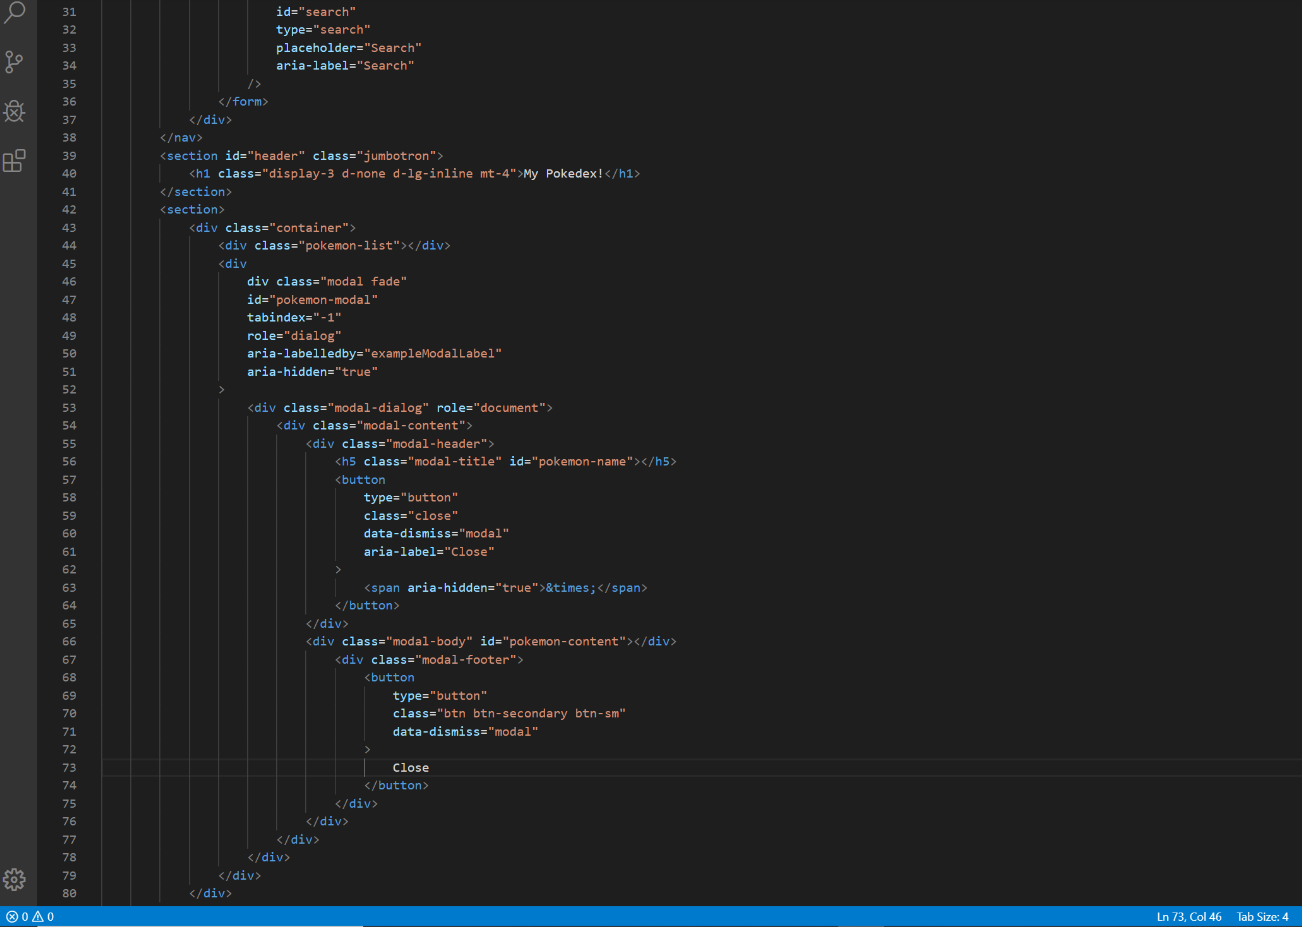 31 id="search"
32 type="search"
33 placeholder="Search"
34 aria-label="Search"
35 />
36 </form>
37 </div>
38 </nav>
39 <section id="header" class="jumbotron">
40 <h1 class="display-3 d-none d-lg-inline mt-4">My Pokedex!</h1>
41 </section>
42 <section>
43 <div class="container">
44 <div class="pokemon-list"></div>
45 <div
46 div class="modal fade"
47 id="pokemon-modal"
48 tabindex="-1"
49 role="dialog"
50 aria-labelledby="exampleModalLabel"
51 aria-hidden="true"
52 >
53 <div class="modal-dialog" role="document">
54 <div class="modal-content">
55 <div class="modal-header">
56 <h5 class="modal-title" id="pokemon-name"></h5>
57 <button
58 type="button"
59 class="close"
60 data-dismiss="modal"
61 aria-label="Close"
62 >
63 <span aria-hidden="true">&times;</span>
64 </button>
65 </div>
66 <div class="modal-body" id="pokemon-content"></div>
67 <div class="modal-footer">
68 <button
69 type="button"
70 class="btn btn-secondary btn-sm"
71 data-dismiss="modal"
72 >
73 Close
74 </button>
75 </div>
76 </div>
77 </div>
78 </div>
79 </div>
80 </div>
0 0 Ln 73, Col 46 Tab Size: 4